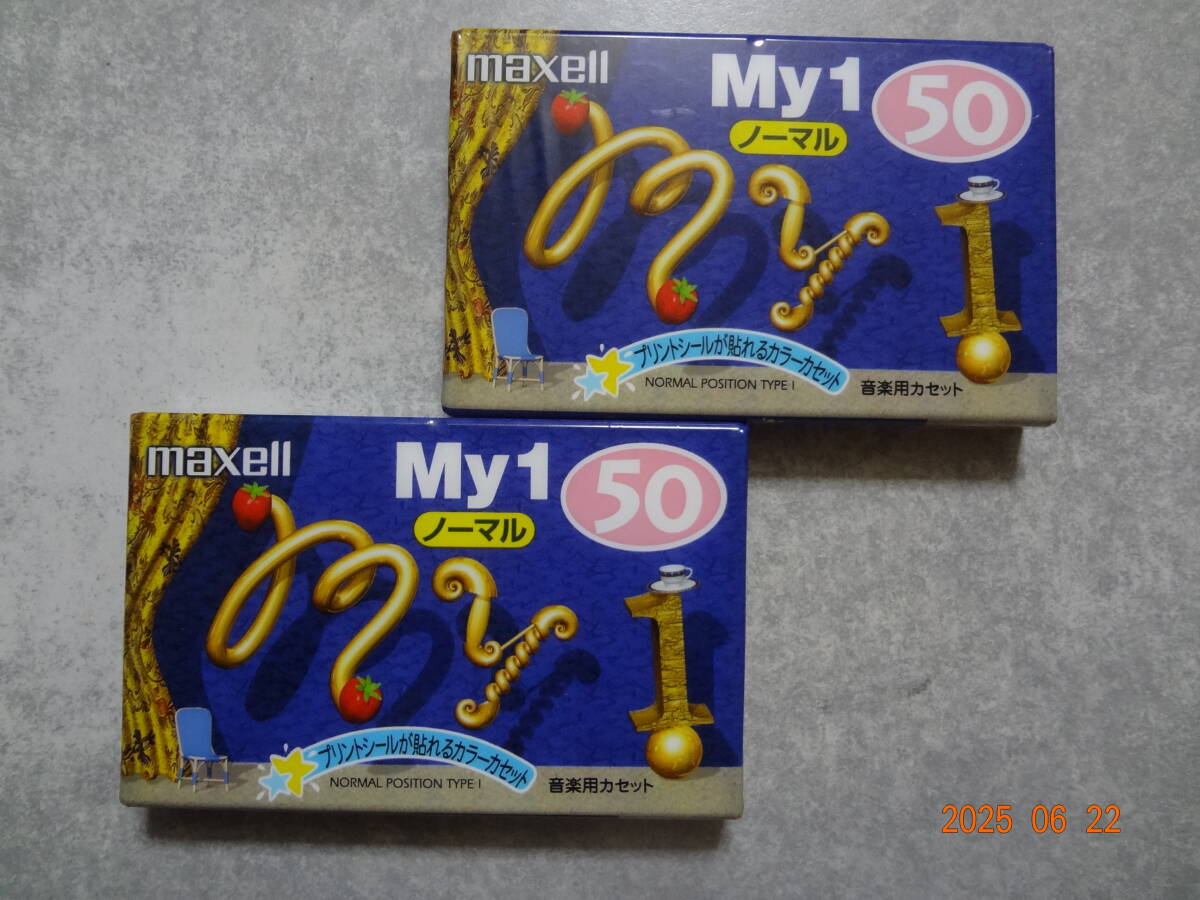 maxell
My1
50
ノーマル
プリントシールが貼れるカラーカセット
NORMAL POSITION TYPE I
音楽用カセット
maxell
My1
50
ノーマル
プリントシールが貼れるカラーカセット
NORMAL POSITION TYPE I
音楽用カセット
2025 06 22